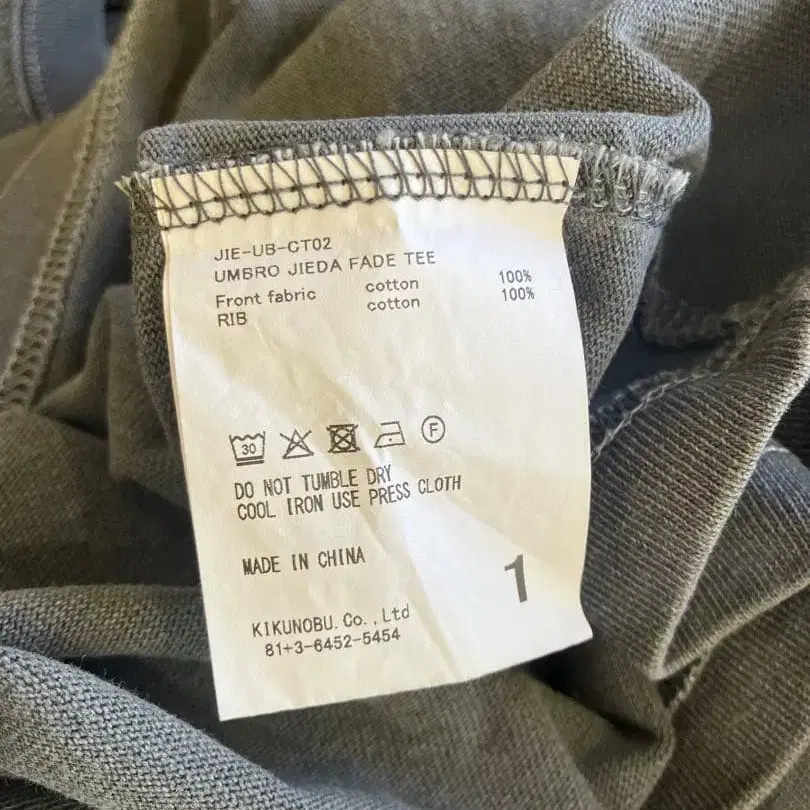 JIE-UB-CT02
UMBRO JIEDA FADE TEE
Front fabric cotton 100%
RIB cotton 100%
30 F
DO NOT TUMBLE DRY
COOL IRON USE PRESS CLOTH
MADE IN CHINA
1
KIKUNOBU. Co., Ltd
81+3-6452-5454